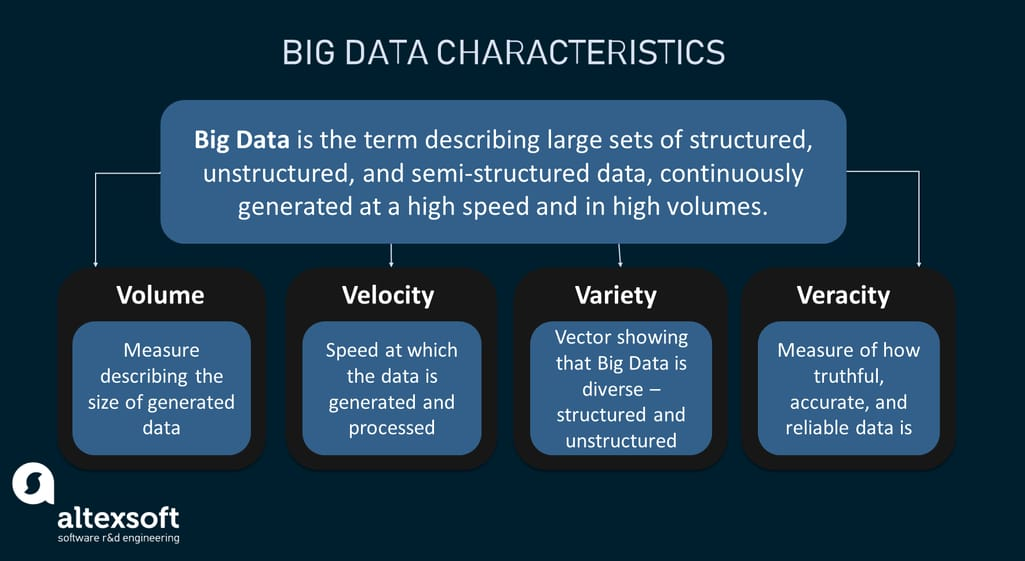 BIG DATA CHARACTERISTICS
Big Data is the term describing large sets of structured,
unstructured, and semi-structured data, continuously
generated at a high speed and in high volumes.
Volume
Measure
describing the
size of generated
data
Velocity
Speed at which
the data is
generated and
processed
Variety
Vector showing
that Big Data is
diverse –
structured and
unstructured
Veracity
Measure of how
truthful,
accurate, and
reliable data is
altexsoft
software r&d engineering